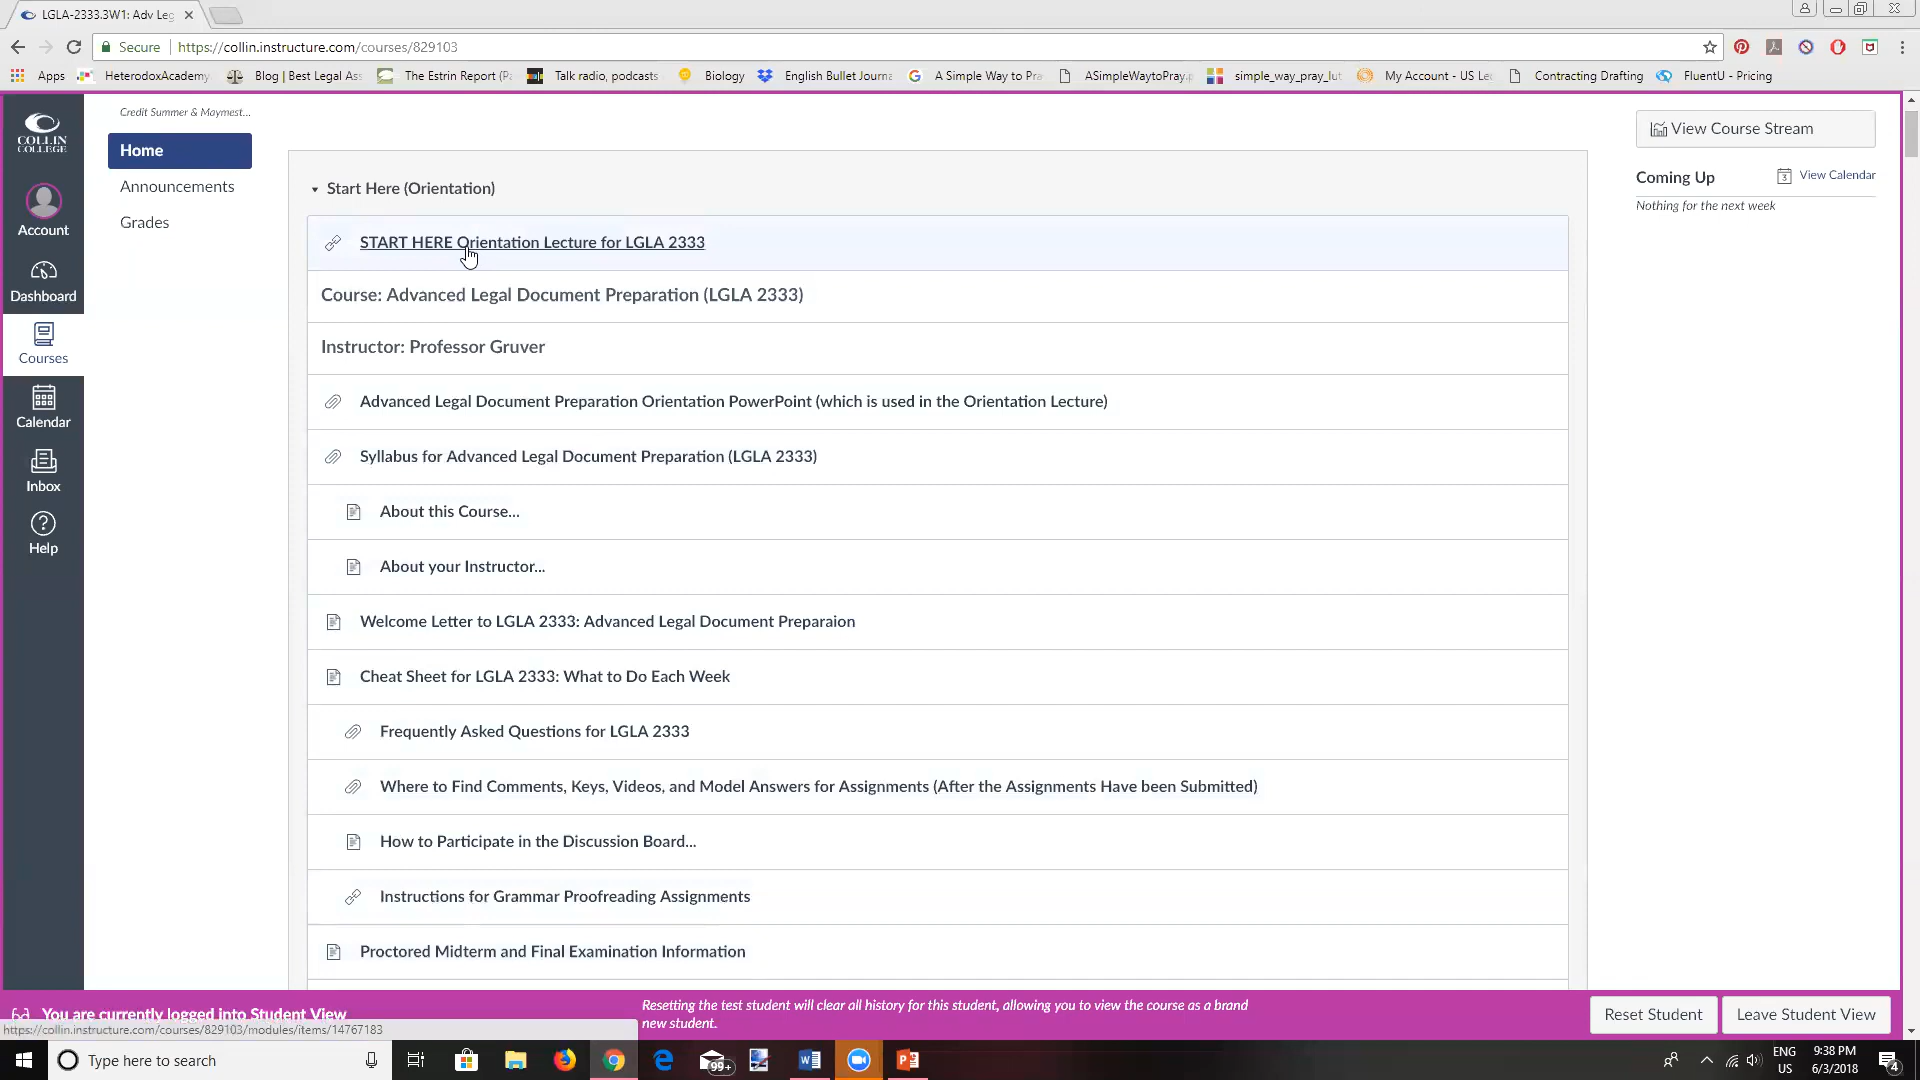 LGLA-2333.3W1: Adv Leg
Secure
https://collin.instructure.com/courses/829103
Apps
HeterodoxAcademy
Blog | Best Legal Ass
The Estrin Report (Pa
Talk radio, podcasts
Biology
English Bullet Journa
A Simple Way to Pra
ASimpleWaytoPray.p
simple_way_pray_lut
My Account - US Le
Contracting Drafting
FluentU - Pricing
COLLIN
COLLEGE
Account
Dashboard
Courses
Calendar
Inbox
Help
Credit Summer & Maymest...
Home
Announcements
Grades
Start Here (Orientation)
START HERE Orientation Lecture for LGLA 2333
Course: Advanced Legal Document Preparation (LGLA 2333)
Instructor: Professor Gruver
Advanced Legal Document Preparation Orientation PowerPoint (which is used in the Orientation Lecture)
Syllabus for Advanced Legal Document Preparation (LGLA 2333)
About this Course...
About your Instructor...
Welcome Letter to LGLA 2333: Advanced Legal Document Preparaion
Cheat Sheet for LGLA 2333: What to Do Each Week
Frequently Asked Questions for LGLA 2333
Where to Find Comments, Keys, Videos, and Model Answers for Assignments (After the Assignments Have been Submitted)
How to Participate in the Discussion Board...
Instructions for Grammar Proofreading Assignments
Proctored Midterm and Final Examination Information
View Course Stream
Coming Up
3
View Calendar
Nothing for the next week
You are currently logged into Student View
https://collin.instructure.com/courses/829103/modules/items/14767183
Resetting the test student will clear all history for this student, allowing you to view the course as a brand
new student.
Reset Student
Leave Student View
Type here to search
99+
ENG
US
9:38 PM
6/3/2018
4